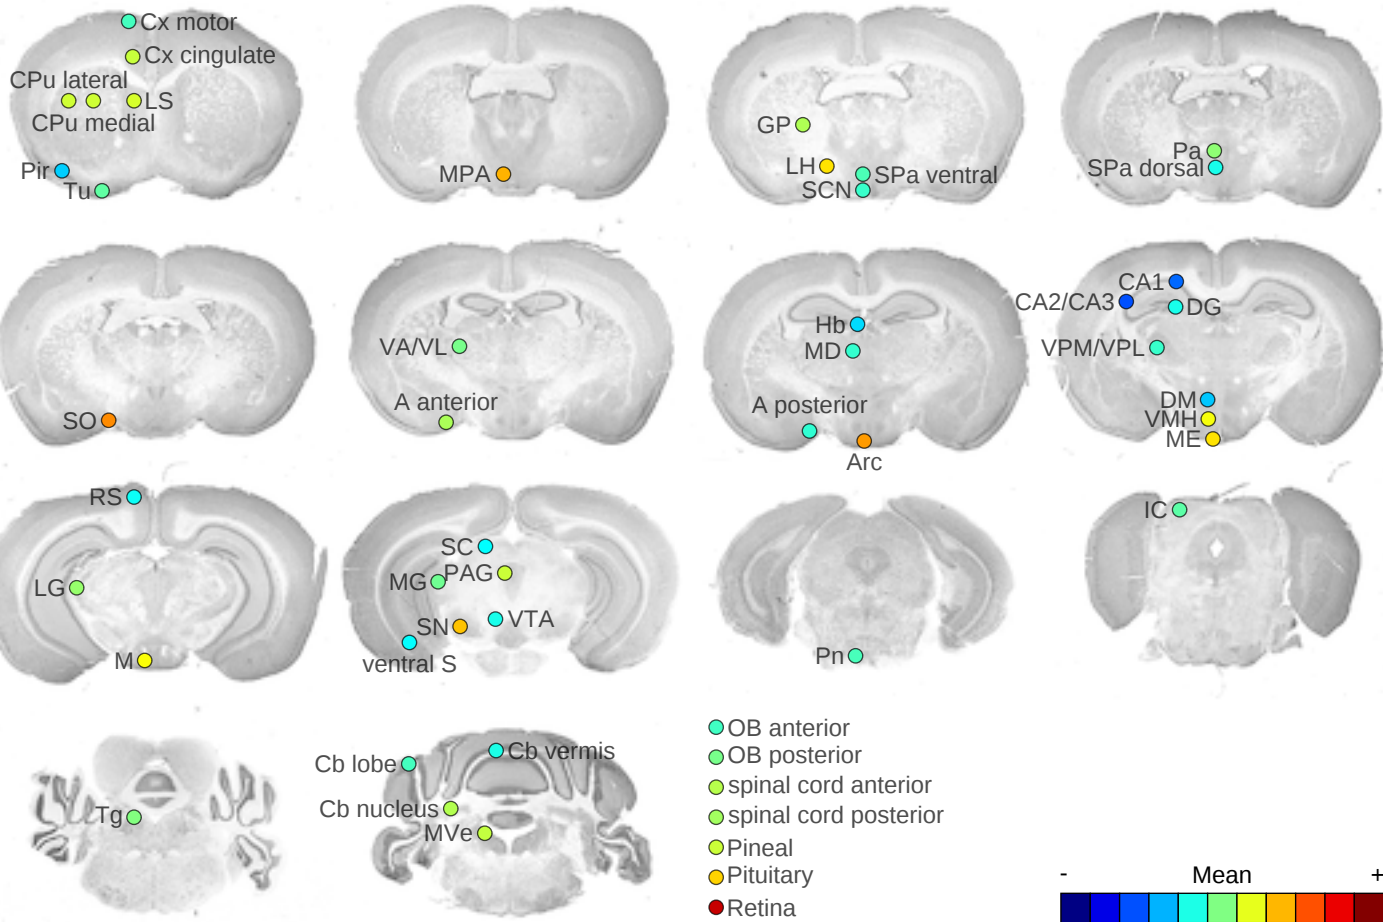 Cx motor
Cx cingulate
CPu lateral
LS
CPu medial
Pir
Tu
MPA
GP
LH
SPa ventral
SCN
Pa
SPa dorsal
SO
VA/VL
A anterior
Hb
MD
A posterior
Arc
CA1
CA2/CA3
DG
VPM/VPL
DM
VMH
ME
RS
LG
M
SC
PAG
MG
VTA
SN
ventral S
Pn
IC
Tg
Cb lobe
Cb vermis
Cb nucleus
MVe
OB anterior
OB posterior
spinal cord anterior
spinal cord posterior
Pineal
Pituitary
Retina
- Mean +